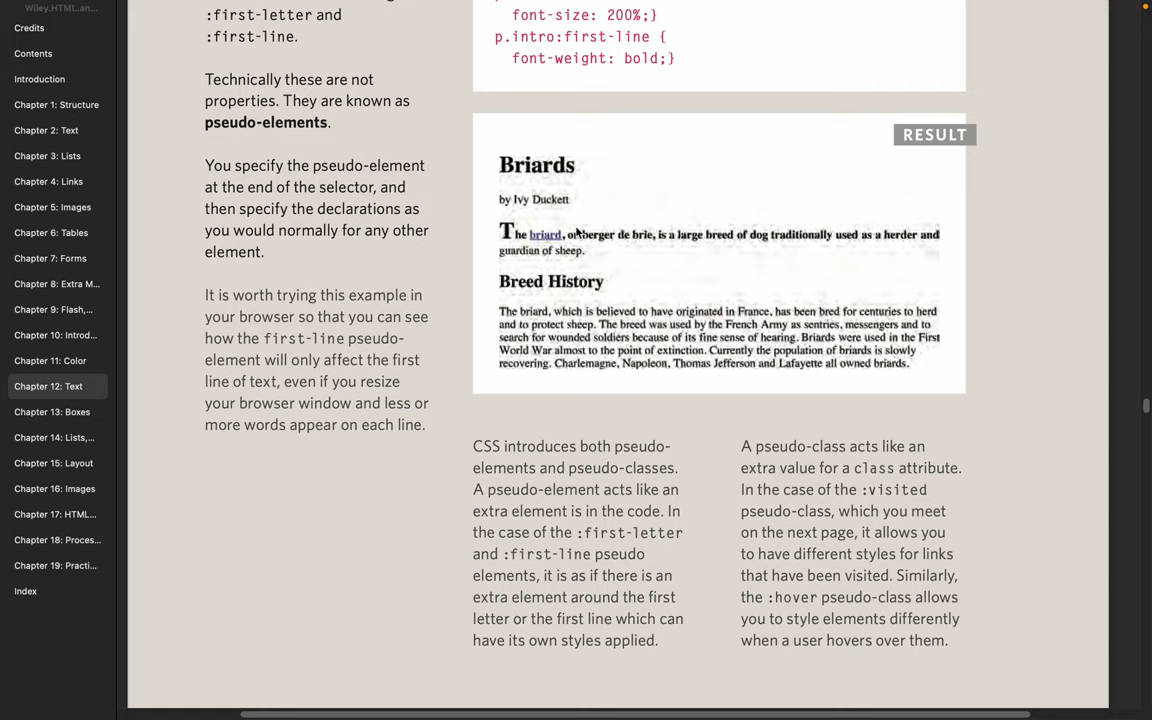 Wiley.HTML.an...
Credits
Contents
Introduction
Chapter 1: Structure
Chapter 2: Text
Chapter 3: Lists
Chapter 4: Links
Chapter 5: Images
Chapter 6: Tables
Chapter 7: Forms
Chapter 8: Extra M...
Chapter 9: Flash,...
Chapter 10: Introd...
Chapter 11: Color
Chapter 12: Text
Chapter 13: Boxes
Chapter 14: Lists,...
Chapter 15: Layout
Chapter 16: Images
Chapter 17: HTML...
Chapter 18: Proces...
Chapter 19: Practi...
Index
:first-letter and
:first-line.
Technically these are not
properties. They are known as
pseudo-elements.
You specify the pseudo-element
at the end of the selector, and
then specify the declarations as
you would normally for any other
element.
It is worth trying this example in
your browser so that you can see
how the first-line pseudo-
element will only affect the first
line of text, even if you resize
your browser window and less or
more words appear on each line.
font-size: 200%;}
p.intro:first-line {
font-weight: bold;}
RESULT
Briards
by Ivy Duckett
The briard, or berger de brie, is a large breed of dog traditionally used as a herder and
guardian of sheep.
Breed History
The briard, which is believed to have originated in France, has been bred for centuries to herd
and to protect sheep. The breed was used by the French Army as sentries, messengers and to
search for wounded soldiers because of its fine sense of hearing. Briards were used in the First
World War almost to the point of extinction. Currently the population of briards is slowly
recovering. Charlemagne, Napoleon, Thomas Jefferson and Lafayette all owned briards.
CSS introduces both pseudo-
elements and pseudo-classes.
A pseudo-element acts like an
extra element is in the code. In
the case of the :first-letter
and :first-line pseudo
elements, it is as if there is an
extra element around the first
letter or the first line which can
have its own styles applied.
A pseudo-class acts like an
extra value for a class attribute.
In the case of the :visited
pseudo-class, which you meet
on the next page, it allows you
to have different styles for links
that have been visited. Similarly,
the :hover pseudo-class allows
you to style elements differently
when a user hovers over them.